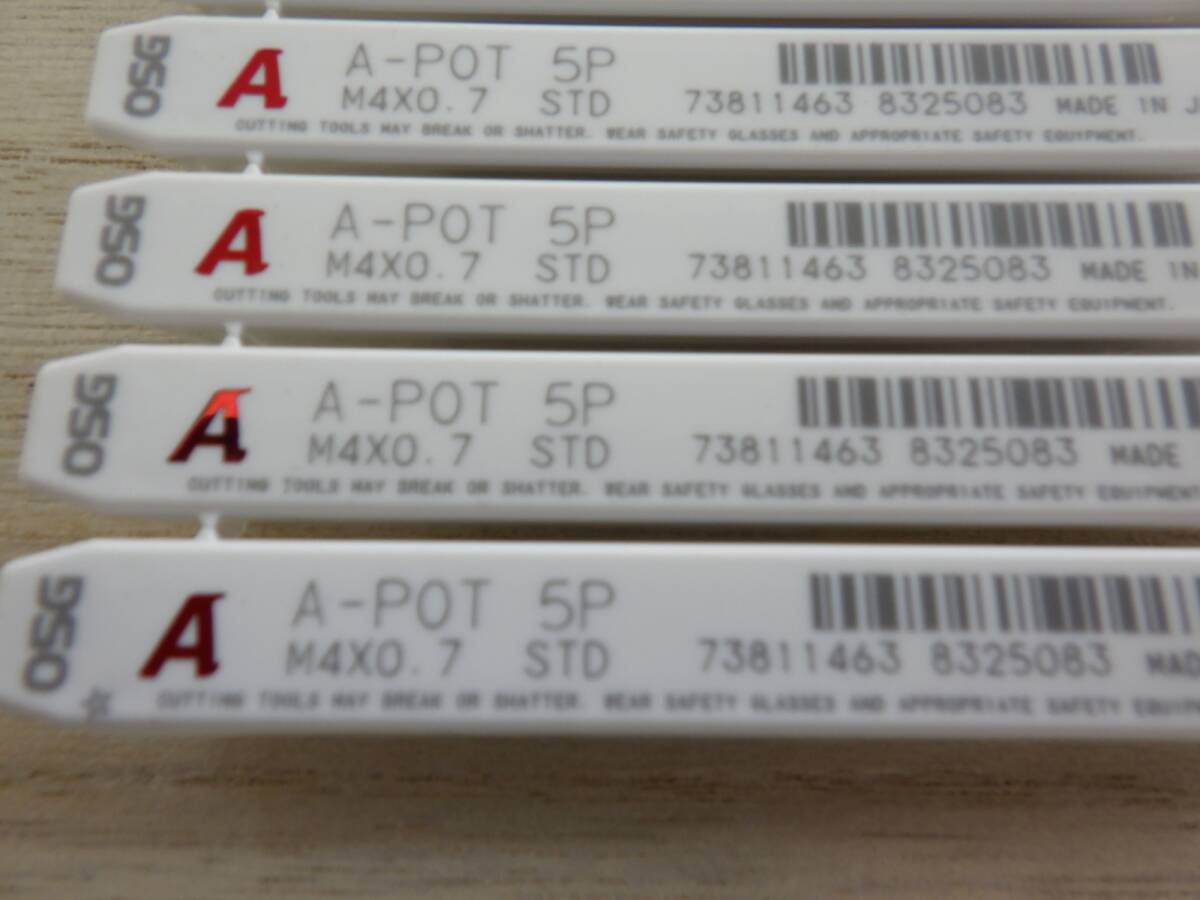 OSG A A-POT 5P
M4X0.7 STD 73811463 8325083 MADE IN J
CUTTING TOOLS MAY BREAK OR SHATTER. WEAR SAFETY GLASSES AND APPROPRIATE SAFETY EQUIPMENT.
OSG A A-POT 5P
M4X0.7 STD 73811463 8325083 MADE IN
CUTTING TOOLS MAY BREAK OR SHATTER. WEAR SAFETY GLASSES AND APPROPRIATE SAFETY EQUIPMENT.
OSG A A-POT 5P
M4X0.7 STD 73811463 8325083 MADE
CUTTING TOOLS MAY BREAK OR SHATTER. WEAR SAFETY GLASSES AND APPROPRIATE SAFETY EQUIPMENT
OSG A A-POT 5P
M4X0.7 STD 73811463 8325083 MAD
CUTTING TOOLS MAY BREAK OR SHATTER. WEAR SAFETY GLASSES AND APPROPRIATE SAFETY EQUIP